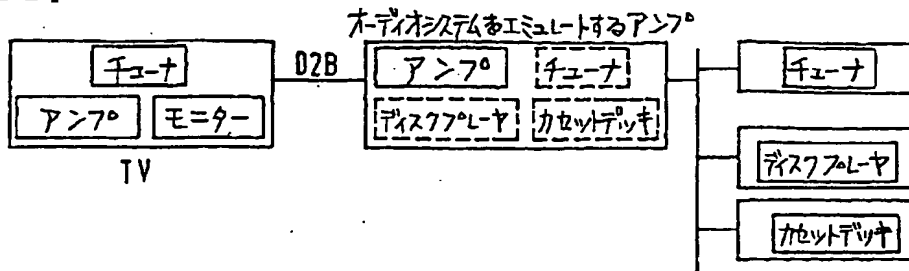 オーディオシステムをエミュレートするアンプ
チューナ
アンプ モニター
TV
D2B
アンプ チューナ
ディスクプレーヤ カセットデッキ
チューナ
ディスクプレーヤ
カセットデッキ